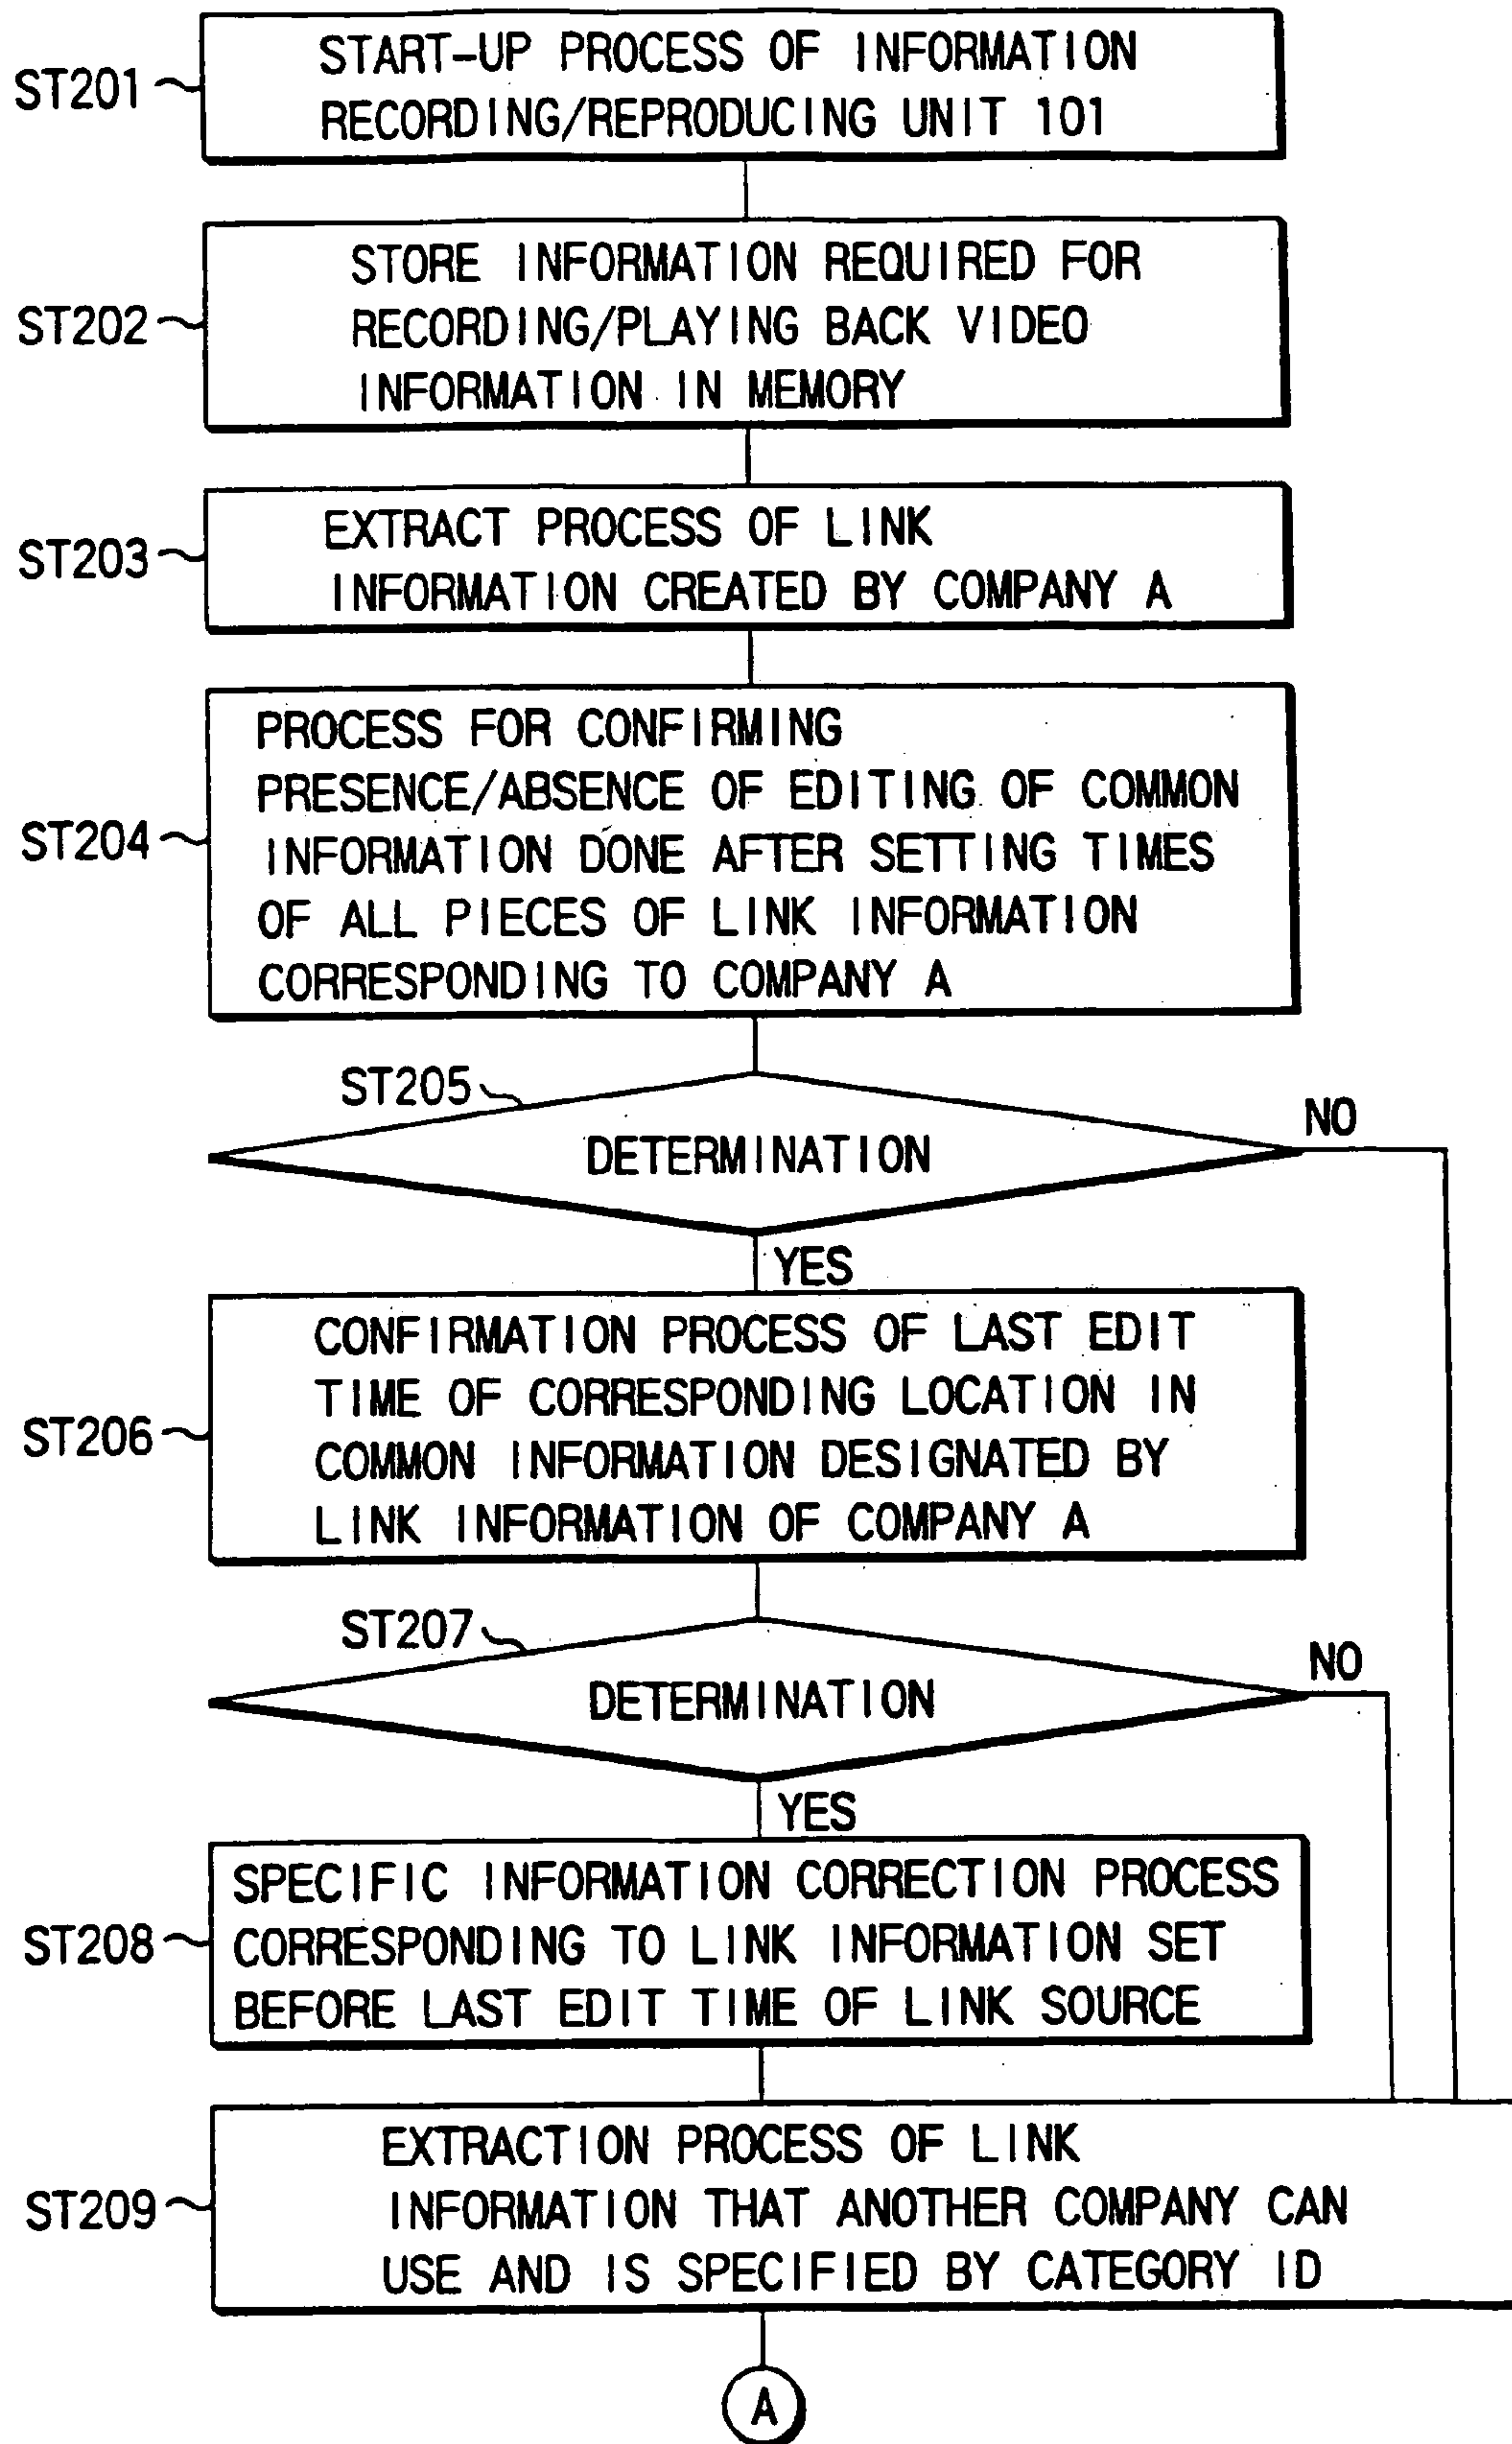 ST201
START-UP PROCESS OF INFORMATION
RECORDING/REPRODUCING UNIT 101
ST202
STORE INFORMATION REQUIRED FOR
RECORDING/PLAYING BACK VIDEO
INFORMATION IN MEMORY
ST203
EXTRACT PROCESS OF LINK
INFORMATION CREATED BY COMPANY A
ST204
PROCESS FOR CONFIRMING
PRESENCE/ABSENCE OF EDITING OF COMMON
INFORMATION DONE AFTER SETTING TIMES
OF ALL PIECES OF LINK INFORMATION
CORRESPONDING TO COMPANY A
ST205
DETERMINATION
NO
YES
ST206
CONFIRMATION PROCESS OF LAST EDIT
TIME OF CORRESPONDING LOCATION IN
COMMON INFORMATION DESIGNATED BY
LINK INFORMATION OF COMPANY A
ST207
DETERMINATION
NO
YES
ST208
SPECIFIC INFORMATION CORRECTION PROCESS
CORRESPONDING TO LINK INFORMATION SET
BEFORE LAST EDIT TIME OF LINK SOURCE
ST209
EXTRACTION PROCESS OF LINK
INFORMATION THAT ANOTHER COMPANY CAN
USE AND IS SPECIFIED BY CATEGORY ID
A